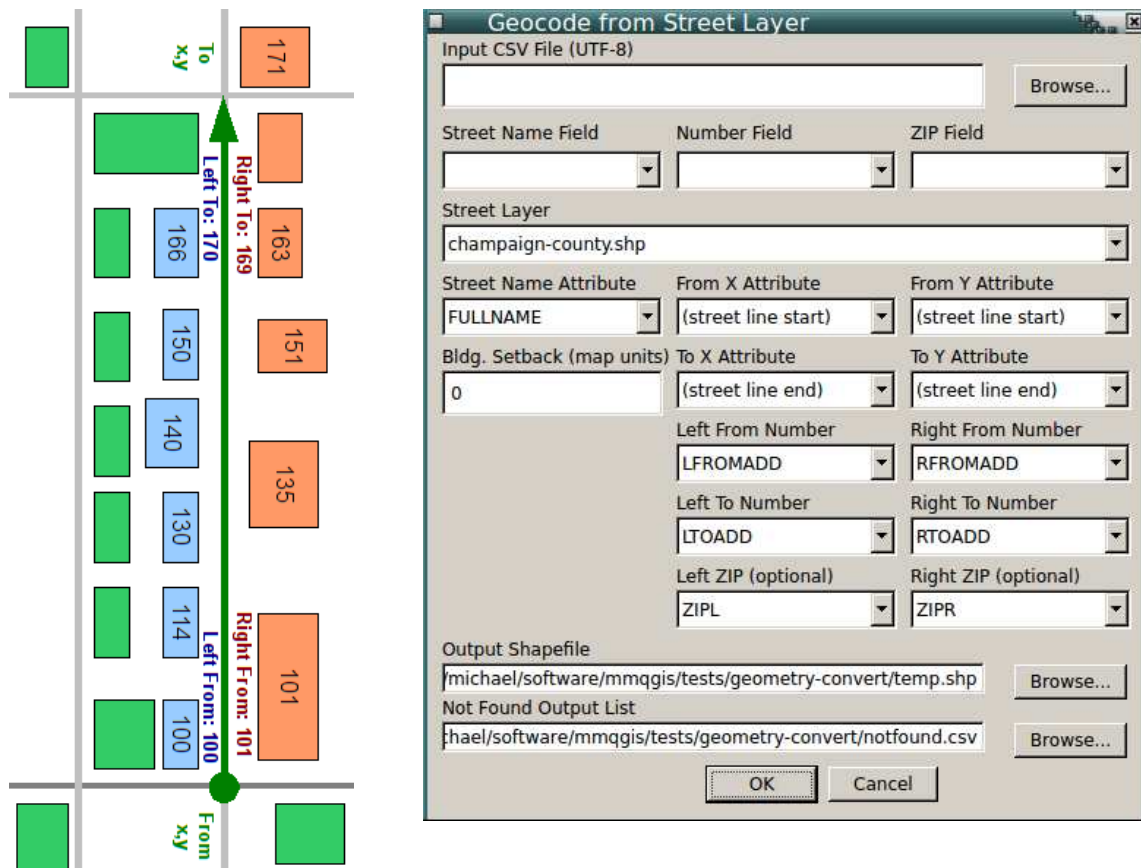 To
x,y
171
Right To: 169
Left To: 170
166
163
150
151
140
135
130
114
Right From: 101
Left From: 100
101
100
From
x,y
Geocode from Street Layer
Input CSV File (UTF-8)
Browse...
Street Name Field Number Field ZIP Field
Street Layer
champaign-county.shp
Street Name Attribute From X Attribute From Y Attribute
FULLNAME (street line start) (street line start)
Bldg. Setback (map units) To X Attribute To Y Attribute
0 (street line end) (street line end)
Left From Number Right From Number
LFROMADD RFROMADD
Left To Number Right To Number
LTOADD RTOADD
Left ZIP (optional) Right ZIP (optional)
ZIPL ZIPR
Output Shapefile
/michael/software/mmqgis/tests/geometry-convert/temp.shp Browse...
Not Found Output List
hael/software/mmqgis/tests/geometry-convert/notfound.csv Browse...
OK Cancel